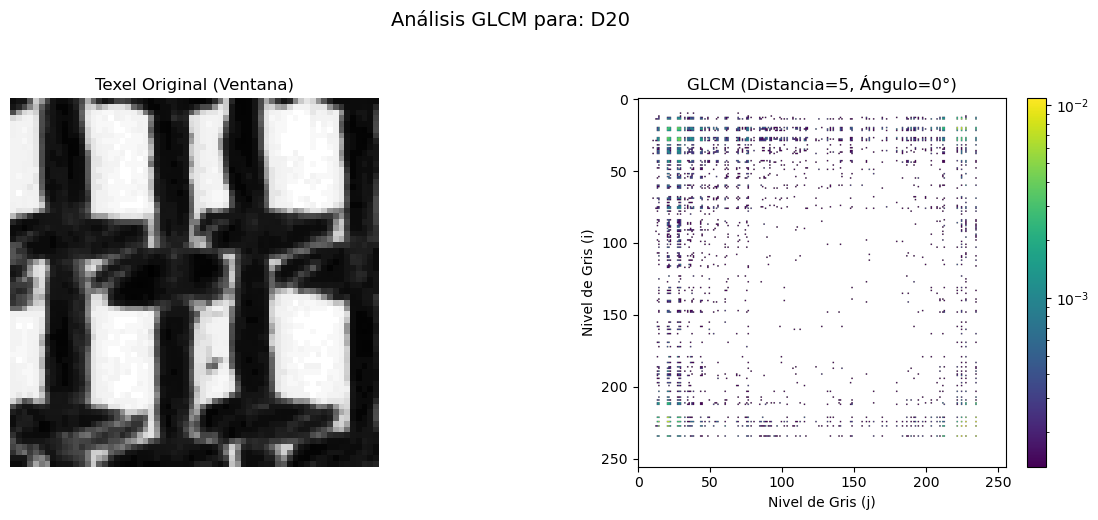 Análisis GLCM para: D20
Texel Original (Ventana)
GLCM (Distancia=5, Ángulo=0°)
0
50
100
150
200
250
Nivel de Gris (i)
0 50 100 150 200 250
Nivel de Gris (j)
10⁻²
10⁻³